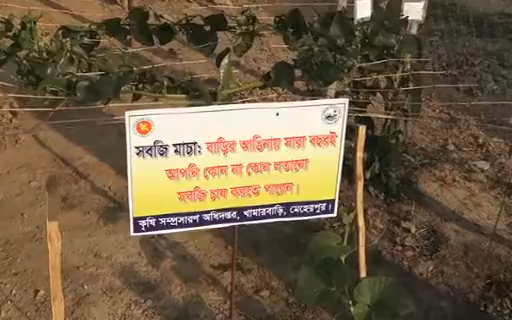 সবজি মাচা: বাড়ির আঙিনায় সারা বছরই
আপনি কোন না কোন লতানো
সবজি চাষ করতে পারেন।
কৃষি সম্প্রসারণ অধিদপ্তর, খামারবাড়ি, মেহেরপুর।